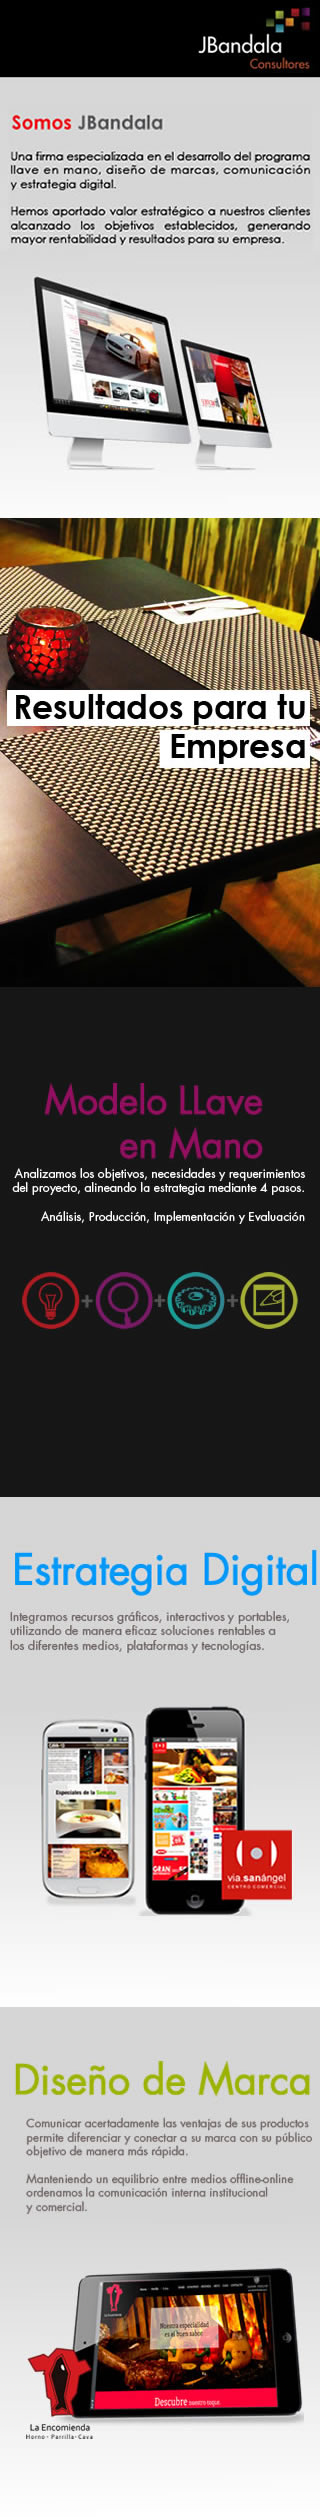 JBandala
Consultores
Somos JBandala
Una firma especializada en el desarrollo del programa
llave en mano, diseño de marcas, comunicación
y estrategia digital.
Hemos aportado valor estratégico a nuestros clientes
alcanzado los objetivos establecidos, generando
mayor rentabilidad y resultados para su empresa.
Resultados para tu
Empresa
Modelo LLave
en Mano
Analizamos los objetivos, necesidades y requerimientos
del proyecto, alineando la estrategia mediante 4 pasos.
Análisis, Producción, Implementación y Evaluación
+ + +
Estrategia Digital
Integramos recursos gráficos, interactivos y portables,
utilizando de manera eficaz soluciones rentables a
los diferentes medios, plataformas y tecnologías.
Especiales de la Semana
GRAN
via.sanángel
CENTRO COMERCIAL
Diseño de Marca
Comunicar acertadamente las ventajas de sus productos
permite diferenciar y conectar a su marca con su público
objetivo de manera más rápida.
Manteniendo un equilibrio entre medios offline-online
ordenamos la comunicación interna institucional
y comercial.
Nuestra especialidad
es el buen sabor
Descubre nuestro toque.
La Encomienda
Horno - Parrilla - Cava